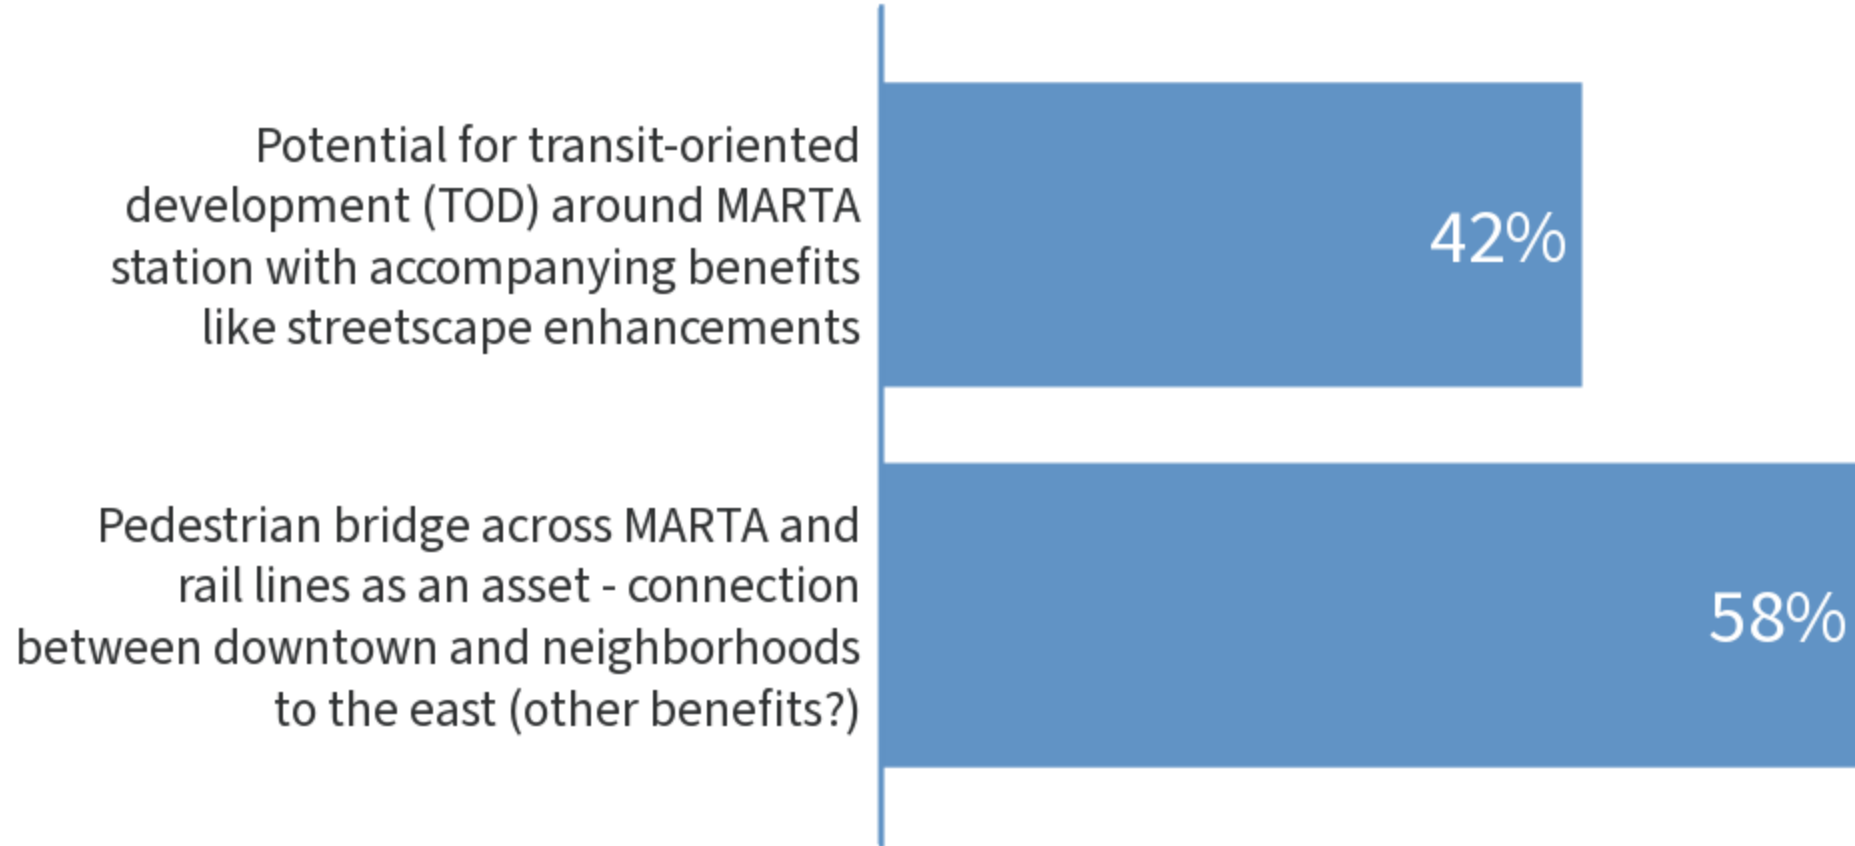 Potential for transit-oriented
development (TOD) around MARTA
station with accompanying benefits
like streetscape enhancements
42%
Pedestrian bridge across MARTA and
rail lines as an asset - connection
between downtown and neighborhoods
to the east (other benefits?)
58%